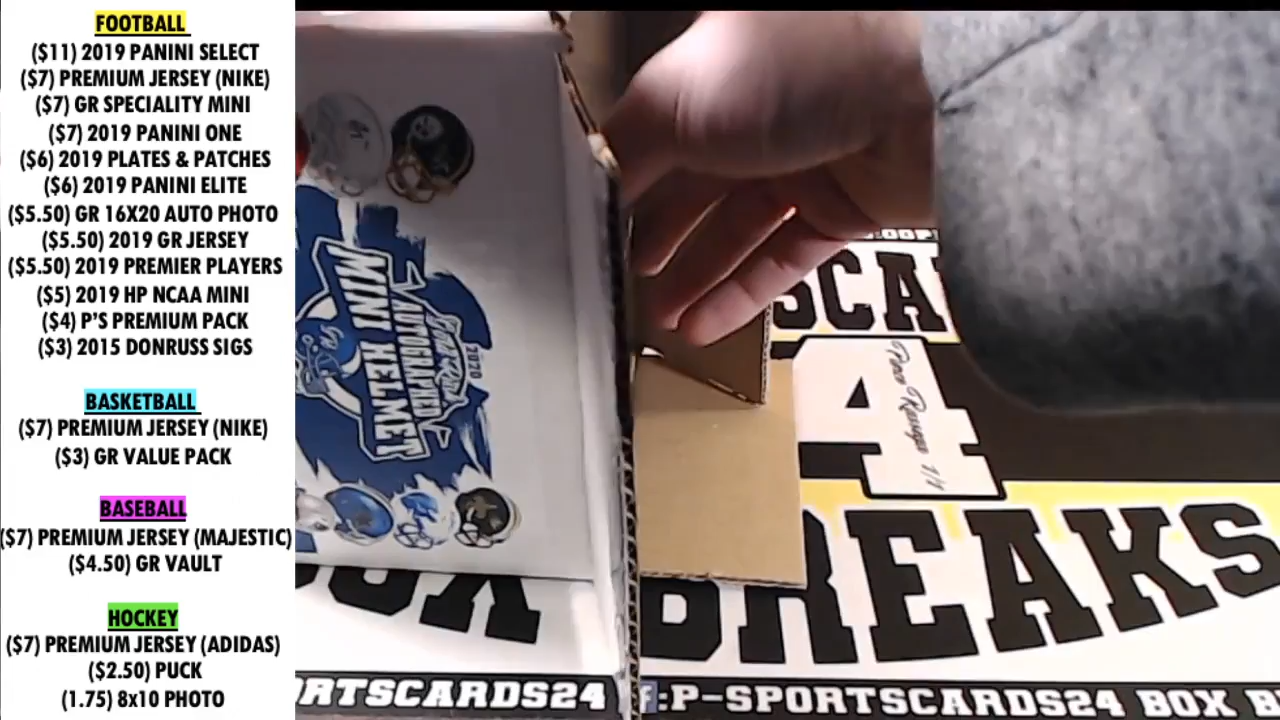 FOOTBALL
($11) 2019 PANINI SELECT
($7) PREMIUM JERSEY (NIKE)
($7) GR SPECIALITY MINI
($7) 2019 PANINI ONE
($6) 2019 PLATES & PATCHES
($6) 2019 PANINI ELITE
($5.50) GR 16X20 AUTO PHOTO
($5.50) 2019 GR JERSEY
($5.50) 2019 PREMIER PLAYERS
($5) 2019 HP NCAA MINI
($4) P'S PREMIUM PACK
($3) 2015 DONRUSS SIGS
BASKETBALL
($7) PREMIUM JERSEY (NIKE)
($3) GR VALUE PACK
BASEBALL
($7) PREMIUM JERSEY (MAJESTIC)
($4.50) GR VAULT
HOCKEY
($7) PREMIUM JERSEY (ADIDAS)
($2.50) PUCK
(1.75) 8x10 PHOTO
2020
AUTOGRAPHED
MINI HELMET
SCA
4
BOX BREAKS
ORTSCARDS24
f:P-SPORTSCARDS24 BOX B